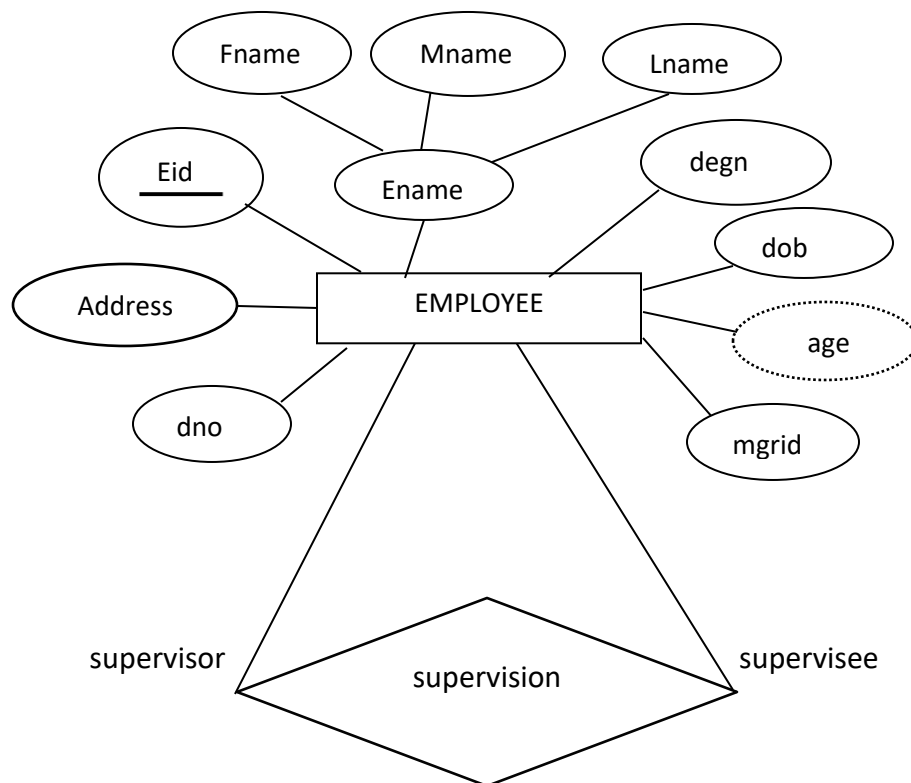 Fname
Mname
Lname
Eid
Ename
degn
dob
Address
EMPLOYEE
age
dno
mgrid
supervisor
supervision
supervisee